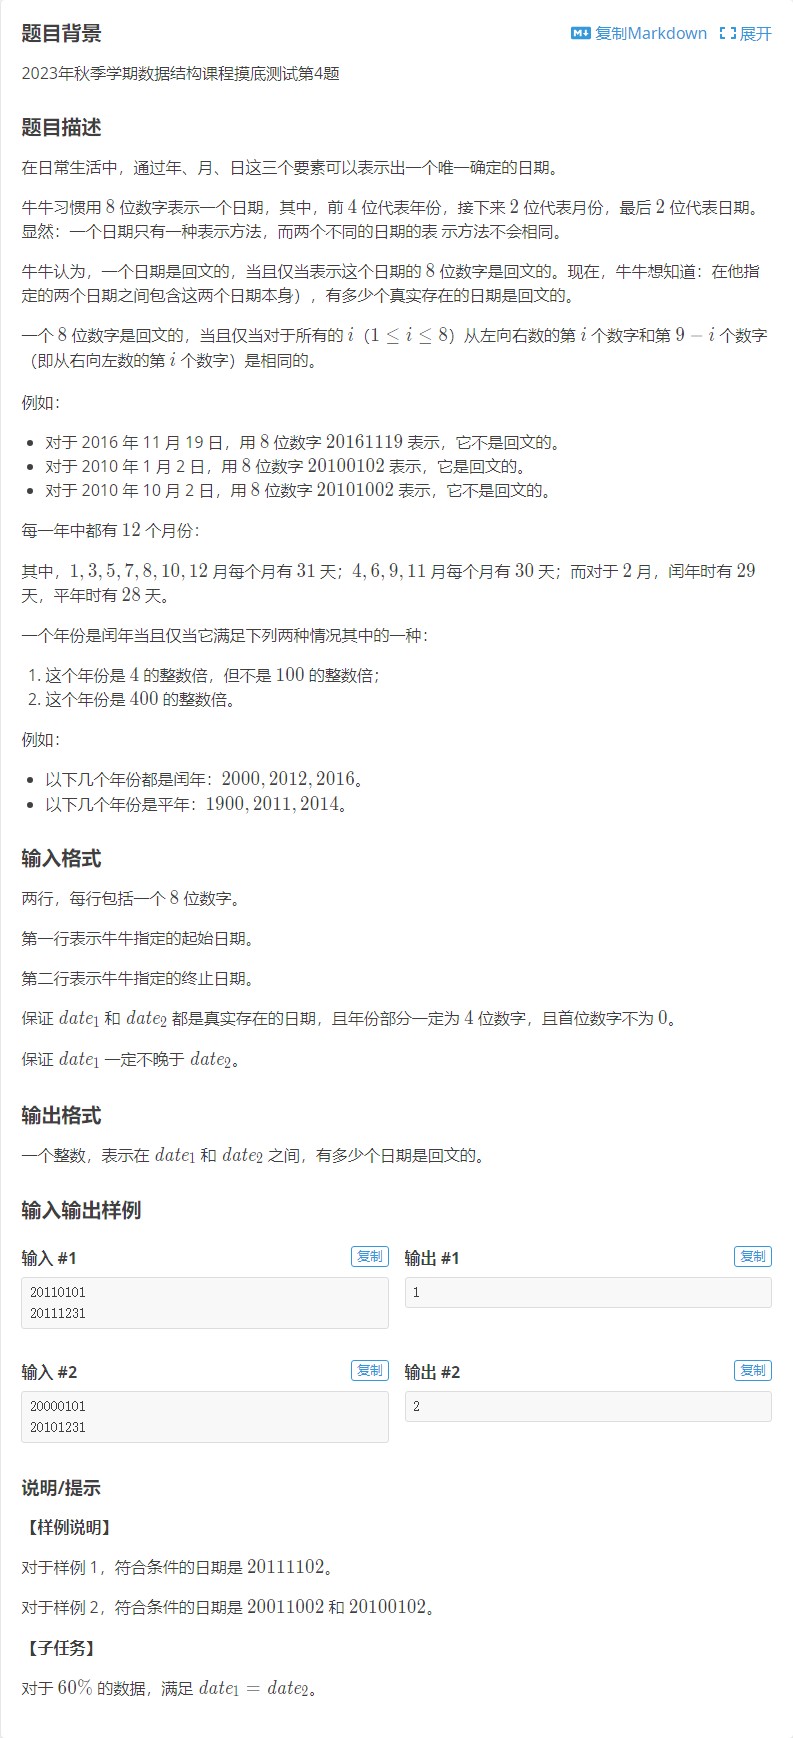 题目背景
复制Markdown 展开
2023年秋季学期数据结构课程摸底测试第4题
题目描述
在日常生活中，通过年、月、日这三个要素可以表示出一个唯一确定的日期。
牛牛习惯用 8 位数字表示一个日期，其中，前 4 位代表年份，接下来 2 位代表月份，最后 2 位代表日期。
显然：一个日期只有一种表示方法，而两个不同的日期的表 示方法不会相同。
牛牛认为，一个日期是回文的，当且仅当表示这个日期的 8 位数字是回文的。现在，牛牛想知道：在他指
定的两个日期之间包含这两个日期本身），有多少个真实存在的日期是回文的。
一个 8 位数字是回文的，当且仅当对于所有的 i（1 ≤ i ≤ 8）从左向右数的第 i 个数字和第 9 − i 个数字
（即从右向左数的第 i 个数字）是相同的。
例如：
• 对于 2016 年 11 月 19 日，用 8 位数字 20161119 表示，它不是回文的。
• 对于 2010 年 1 月 2 日，用 8 位数字 20100102 表示，它是回文的。
• 对于 2010 年 10 月 2 日，用 8 位数字 20101002 表示，它不是回文的。
每一年中都有 12 个月份：
其中，1, 3, 5, 7, 8, 10, 12 月每个月有 31 天；4, 6, 9, 11 月每个月有 30 天；而对于 2 月，闰年时有 29
天，平年时有 28 天。
一个年份是闰年当且仅当它满足下列两种情况其中的一种：
1. 这个年份是 4 的整数倍，但不是 100 的整数倍；
2. 这个年份是 400 的整数倍。
例如：
• 以下几个年份都是闰年：2000, 2012, 2016。
• 以下几个年份是平年：1900, 2011, 2014。
输入格式
两行，每行包括一个 8 位数字。
第一行表示牛牛指定的起始日期。
第二行表示牛牛指定的终止日期。
保证 date₁ 和 date₂ 都是真实存在的日期，且年份部分一定为 4 位数字，且首位数字不为 0。
保证 date₁ 一定不晚于 date₂。
输出格式
一个整数，表示在 date₁ 和 date₂ 之间，有多少个日期是回文的。
输入输出样例
输入 #1 复制
20110101
20111231
输出 #1 复制
1
输入 #2 复制
20000101
20101231
输出 #2 复制
2
说明/提示
【样例说明】
对于样例 1，符合条件的日期是 20111102。
对于样例 2，符合条件的日期是 20011002 和 20100102。
【子任务】
对于 60% 的数据，满足 date₁ = date₂。